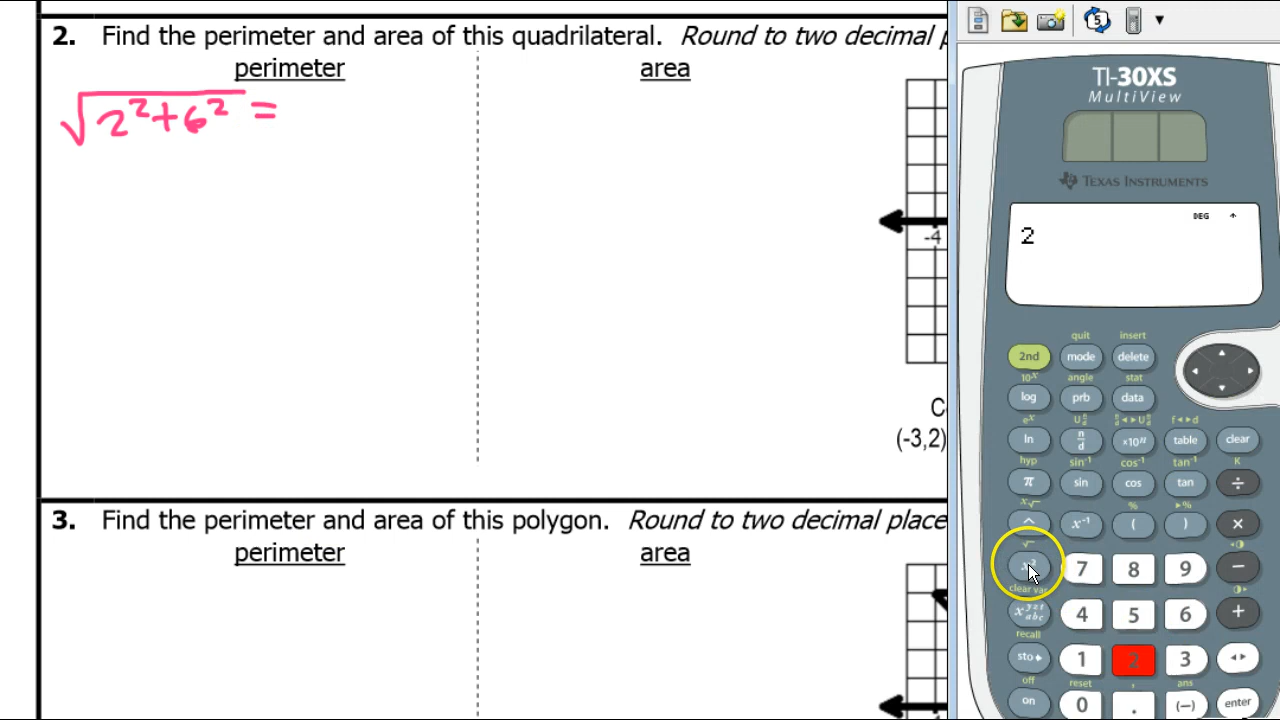 2. Find the perimeter and area of this quadrilateral. Round to two decimal p
perimeter area
√2²+6² =
-4
C
(-3,2)
3. Find the perimeter and area of this polygon. Round to two decimal place
perimeter area
5
TI-30XS
MultiView
TEXAS INSTRUMENTS
DEG
2
quit insert
2nd mode delete
10ˣ angle stat
log prb data
eˣ U n/d n/d◄►U n/d f◄►d
ln n/d ×10ⁿ table clear
hyp sin⁻¹ cos⁻¹ tan⁻¹ K
π sin cos tan ÷
ˣ√ % ►%
^ x⁻¹ ( ) ×
√
x² 7 8 9 −
clear var
x yzt abc 4 5 6 +
recall
sto► 1 2 3 ◄►
off reset , ans
on 0 . (−) enter